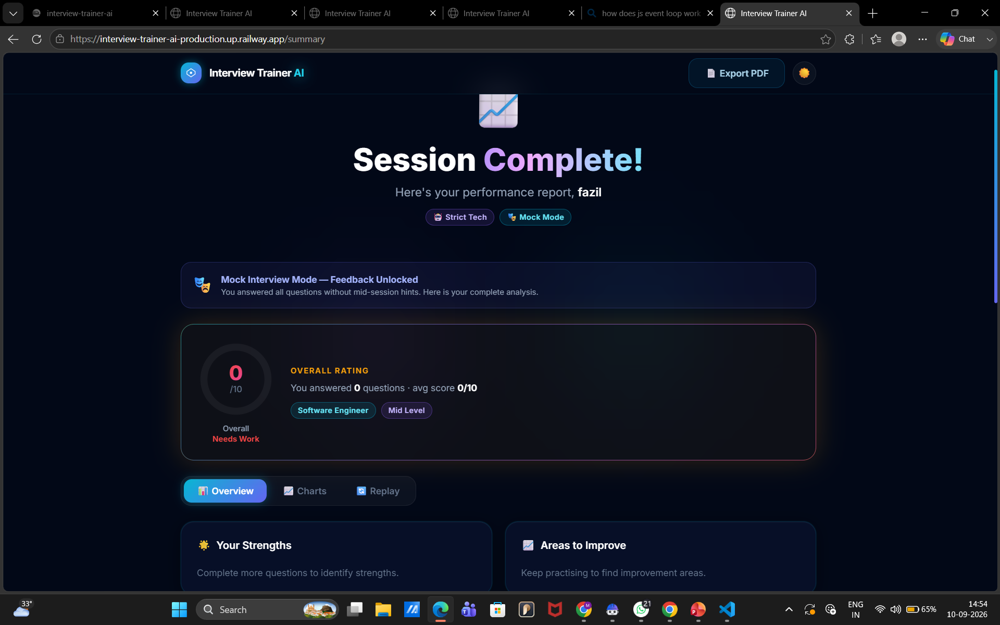 interview-trainer-ai
Interview Trainer AI
Interview Trainer AI
Interview Trainer AI
how does js event loop work
Interview Trainer AI
https://interview-trainer-ai-production.up.railway.app/summary
Chat
Interview Trainer AI
Export PDF
Session Complete!
Here's your performance report, fazil
Strict Tech
Mock Mode
Mock Interview Mode — Feedback Unlocked
You answered all questions without mid-session hints. Here is your complete analysis.
0
/10
Overall
Needs Work
OVERALL RATING
You answered 0 questions · avg score 0/10
Software Engineer
Mid Level
Overview
Charts
Replay
Your Strengths
Complete more questions to identify strengths.
Areas to Improve
Keep practising to find improvement areas.
33°
Search
M
21
ENG
IN
65%
14:54
10-09-2026